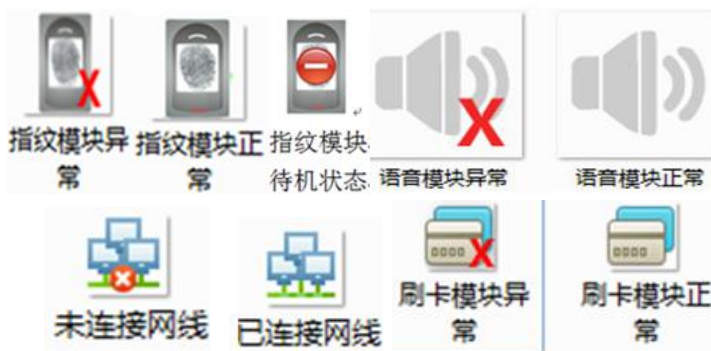 指纹模块异
常
指纹模块正
常
指纹模块
待机状态
语音模块异常
语音模块正常
未连接网线
已连接网线
刷卡模块异
常
刷卡模块正
常